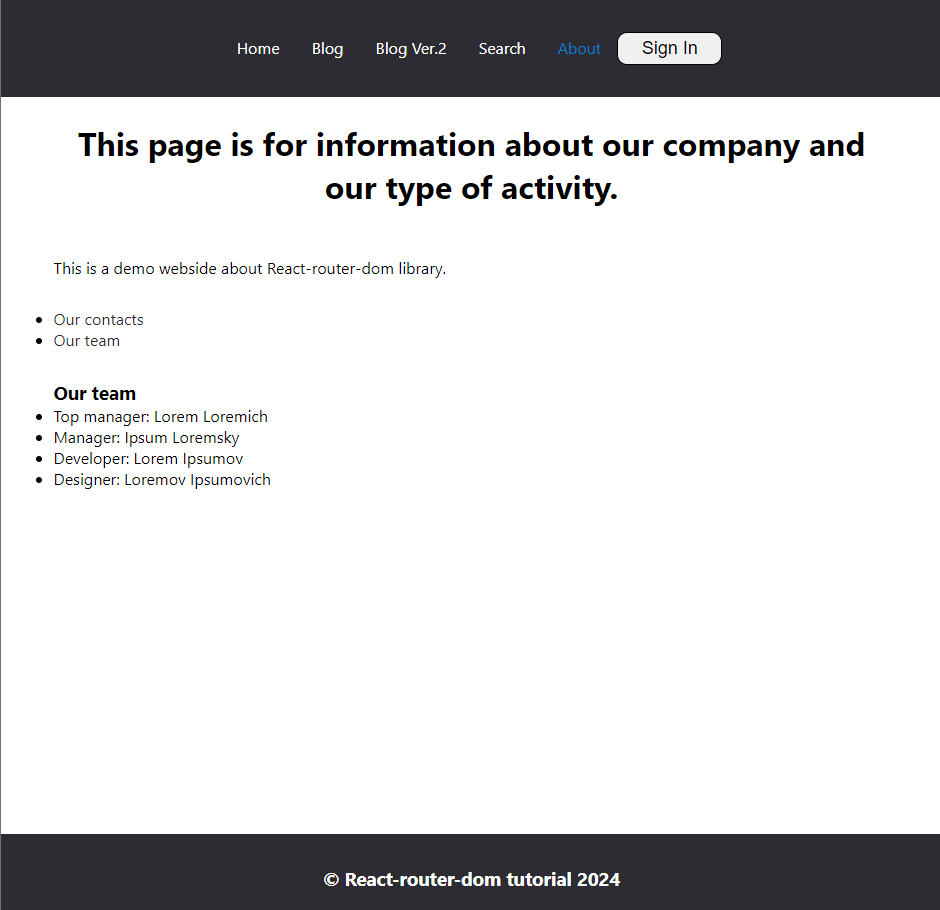 Home Blog Blog Ver.2 Search About Sign In
This page is for information about our company and
our type of activity.
This is a demo webside about React-router-dom library.
Our contacts
Our team
Our team
Top manager: Lorem Loremich
Manager: Ipsum Loremsky
Developer: Lorem Ipsumov
Designer: Loremov Ipsumovich
© React-router-dom tutorial 2024